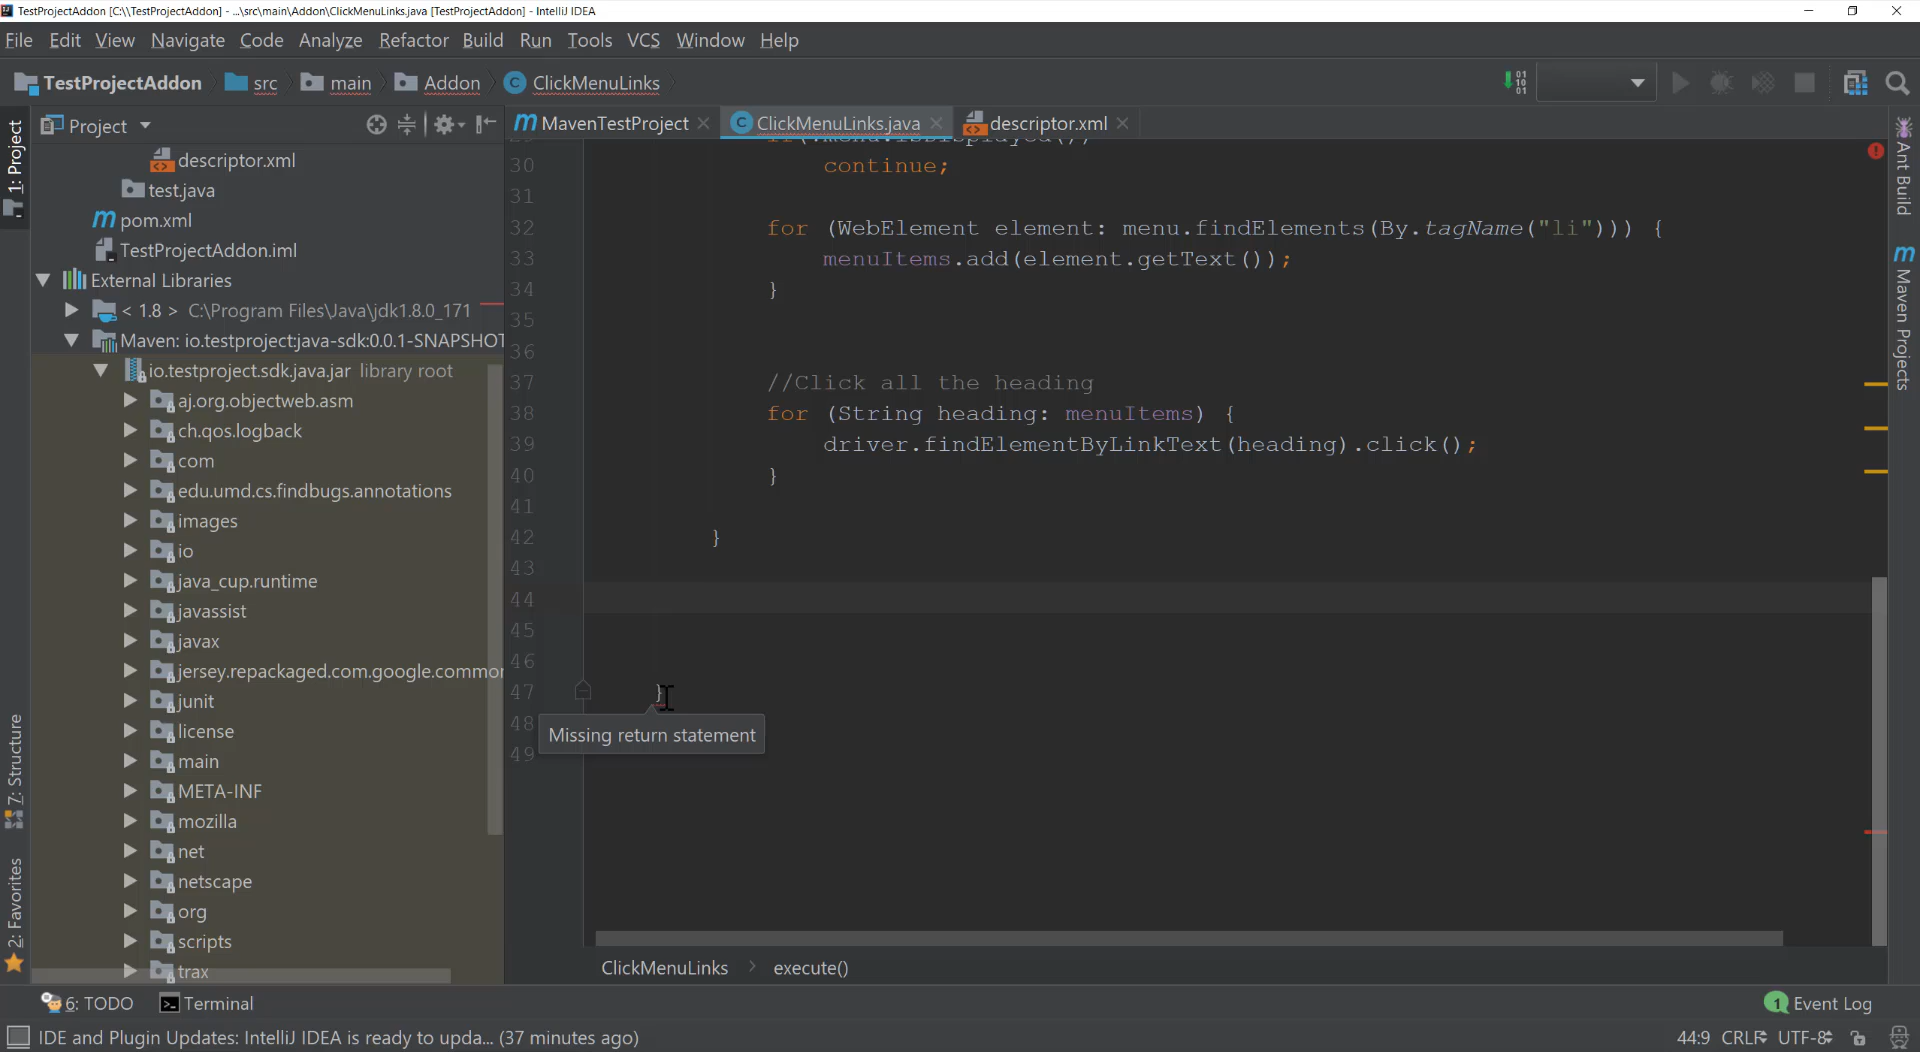 TestProjectAddon [C:\\TestProjectAddon] - ...\src\main\Addon\ClickMenuLinks.java [TestProjectAddon] - IntelliJ IDEA
File Edit View Navigate Code Analyze Refactor Build Run Tools VCS Window Help
TestProjectAddon src main Addon ClickMenuLinks
1: Project
7: Structure
2: Favorites
Project
descriptor.xml
test.java
pom.xml
TestProjectAddon.iml
External Libraries
< 1.8 > C:\Program Files\Java\jdk1.8.0_171
Maven: io.testproject:java-sdk:0.0.1-SNAPSHOT
io.testproject.sdk.java.jar library root
aj.org.objectweb.asm
ch.qos.logback
com
edu.umd.cs.findbugs.annotations
images
io
java_cup.runtime
javassist
javax
jersey.repackaged.com.google.common
junit
license
main
META-INF
mozilla
net
netscape
org
scripts
trax
MavenTestProject ClickMenuLinks.java descriptor.xml
30 continue;
31
32 for (WebElement element: menu.findElements(By.tagName("li"))) {
33 menuItems.add(element.getText());
34 }
35
36
37 //Click all the heading
38 for (String heading: menuItems) {
39 driver.findElementByLinkText(heading).click();
40 }
41
42 }
43
44
45
46
47 }
48
Missing return statement
49
ClickMenuLinks execute()
Ant Build
Maven Projects
6: TODO Terminal 1 Event Log
IDE and Plugin Updates: IntelliJ IDEA is ready to upda... (37 minutes ago) 44:9 CRLF UTF-8